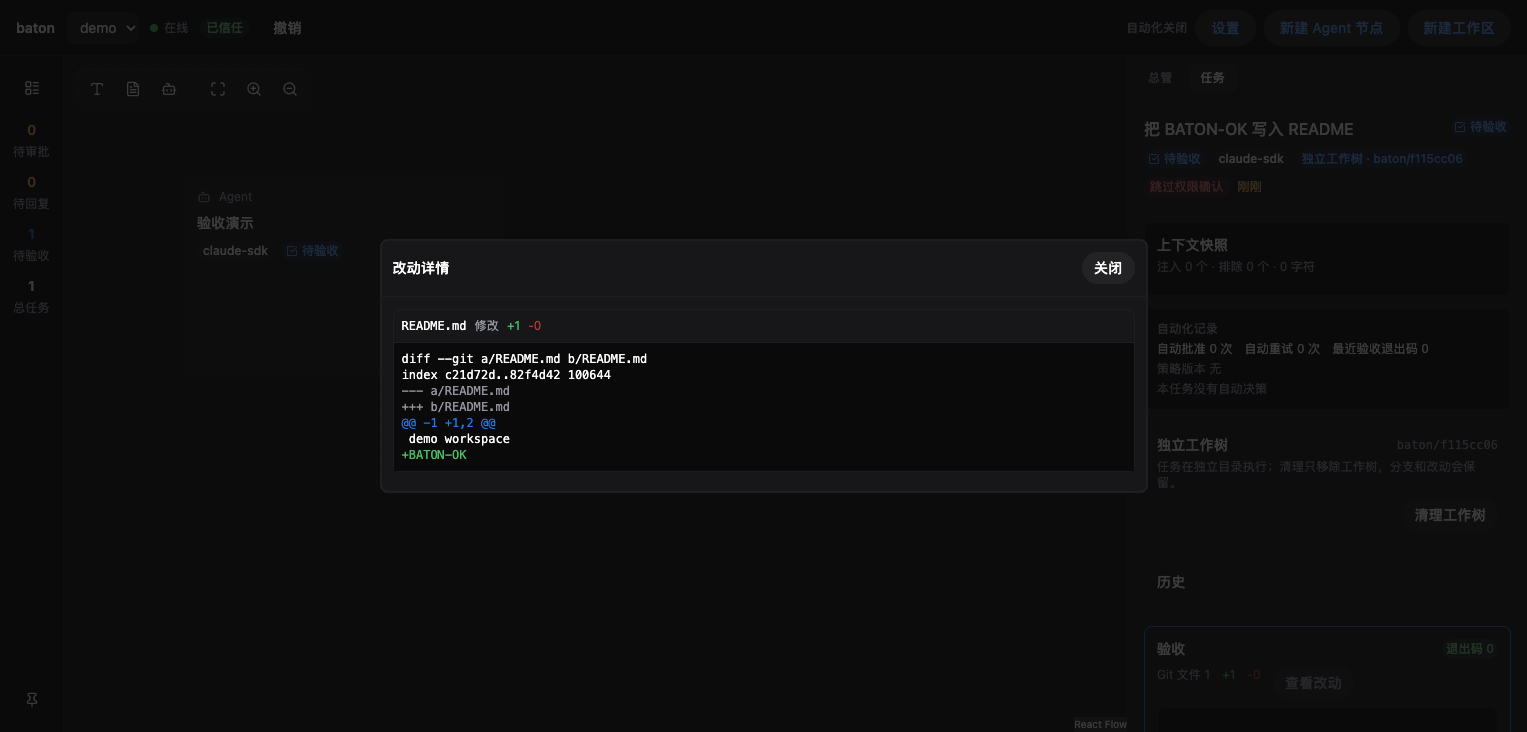 baton demo 在线 已信任 撤销 自动化关闭 设置 新建 Agent 节点 新建工作区
总管 任务
0
待审批
0
待回复
1
待验收
1
总任务
Agent
验收演示
claude-sdk 待验收
改动详情 关闭
README.md 修改 +1 -0
diff --git a/README.md b/README.md
index c21d72d..82f4d42 100644
--- a/README.md
+++ b/README.md
@@ -1 +1,2 @@
 demo workspace
+BATON-OK
把 BATON-OK 写入 README 待验收
待验收 claude-sdk 独立工作树 · baton/f115cc06
跳过权限确认 刚刚
上下文快照
注入 0 个 · 排除 0 个 · 0 字符
自动化记录
自动批准 0 次 自动重试 0 次 最近验收退出码 0
策略版本 无
本任务没有自动决策
独立工作树 baton/f115cc06
任务在独立目录执行；清理只移除工作树，分支和改动会保
留。
清理工作树
历史
验收 退出码 0
Git 文件 1 +1 -0 查看改动
React Flow